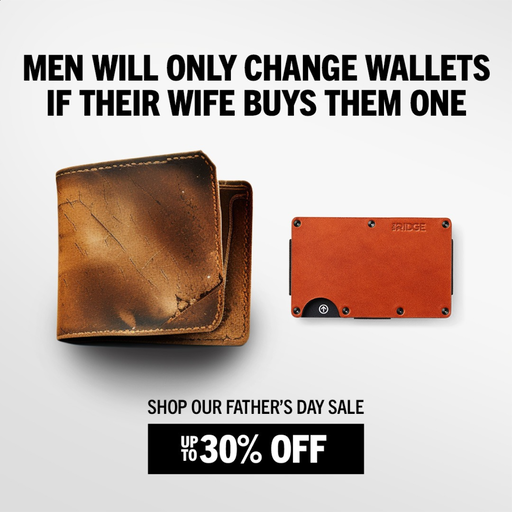 MEN WILL ONLY CHANGE WALLETS
IF THEIR WIFE BUYS THEM ONE
RIDGE
SHOP OUR FATHER'S DAY SALE
UP TO 30% OFF